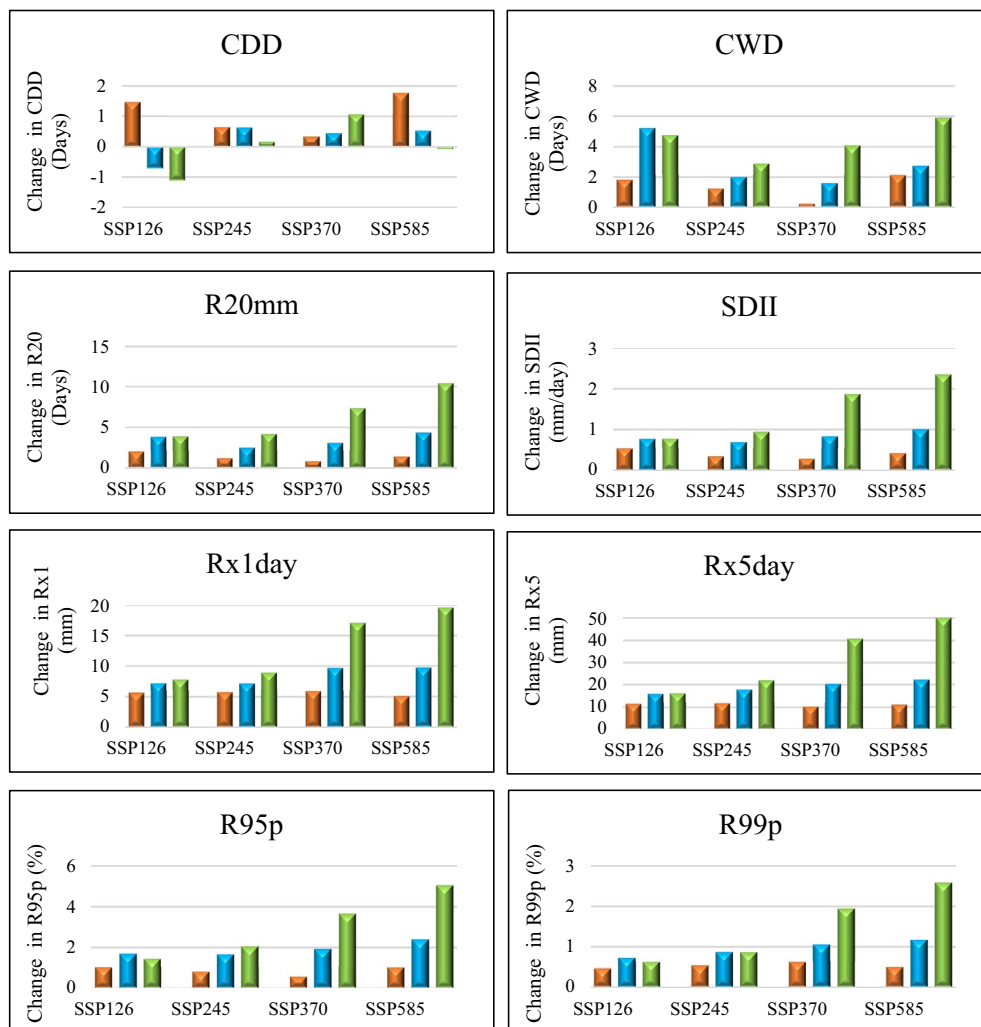 CDD
Change in CDD
(Days)
2
1
0
-1
-2
SSP126 SSP245 SSP370 SSP585
CWD
Change in CWD
(Days)
8
6
4
2
0
SSP126 SSP245 SSP370 SSP585
R20mm
Change in R20
(Days)
15
10
5
0
SSP126 SSP245 SSP370 SSP585
SDII
Change in SDII
(mm/day)
3
2
1
0
SSP126 SSP245 SSP370 SSP585
Rx1day
Change in Rx1
(mm)
20
15
10
5
0
SSP126 SSP245 SSP370 SSP585
Rx5day
Change in Rx5
(mm)
50
40
30
20
10
0
SSP126 SSP245 SSP370 SSP585
R95p
Change in R95p (%)
6
4
2
0
SSP126 SSP245 SSP370 SSP585
R99p
Change in R99p (%)
3
2
1
0
SSP126 SSP245 SSP370 SSP585